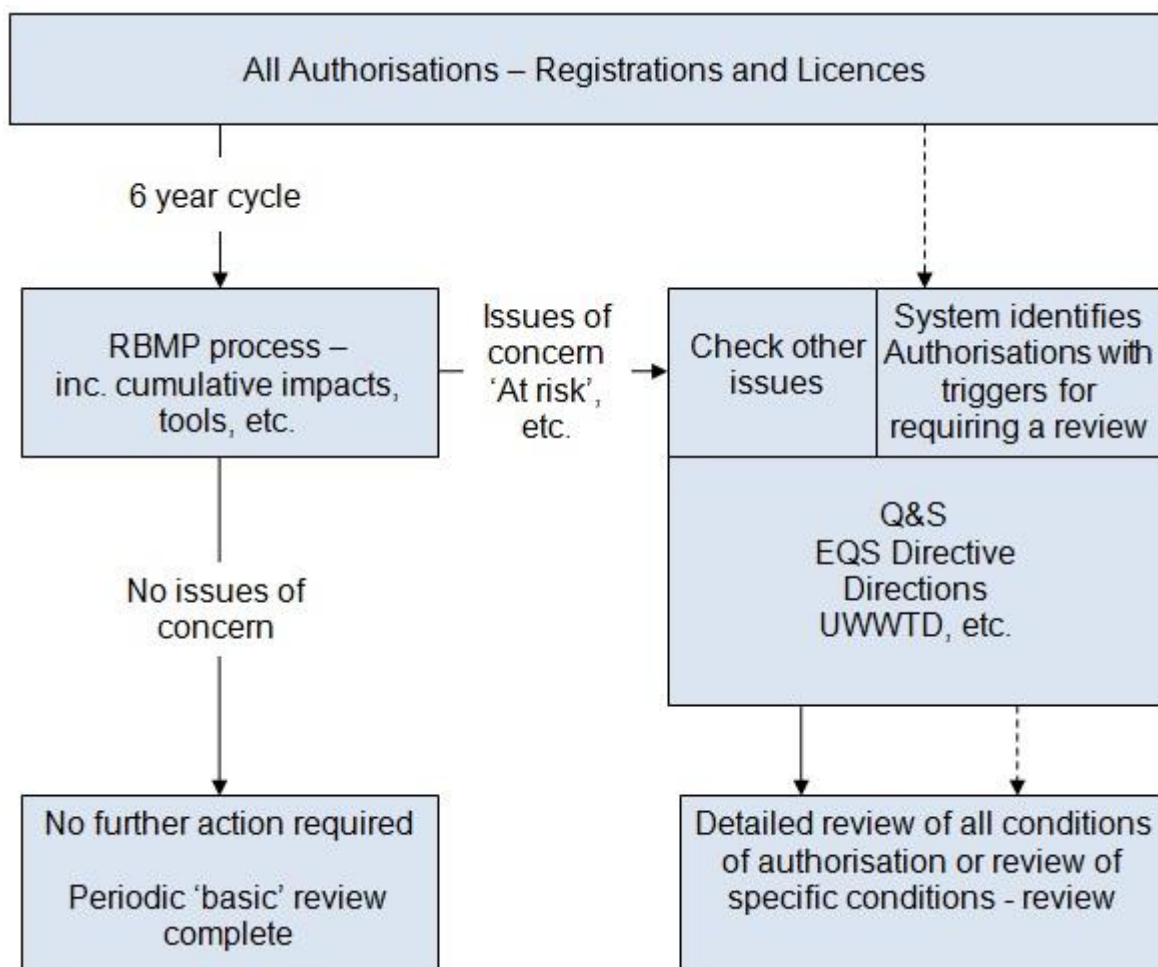 All Authorisations – Registrations and Licences
6 year cycle
RBMP process –
inc. cumulative impacts,
tools, etc.
Issues of
concern
‘At risk’,
etc.
Check other
issues
System identifies
Authorisations with
triggers for
requiring a review
Q&S
EQS Directive
Directions
UWWTD, etc.
No issues of
concern
No further action required
Periodic ‘basic’ review
complete
Detailed review of all conditions
of authorisation or review of
specific conditions - review